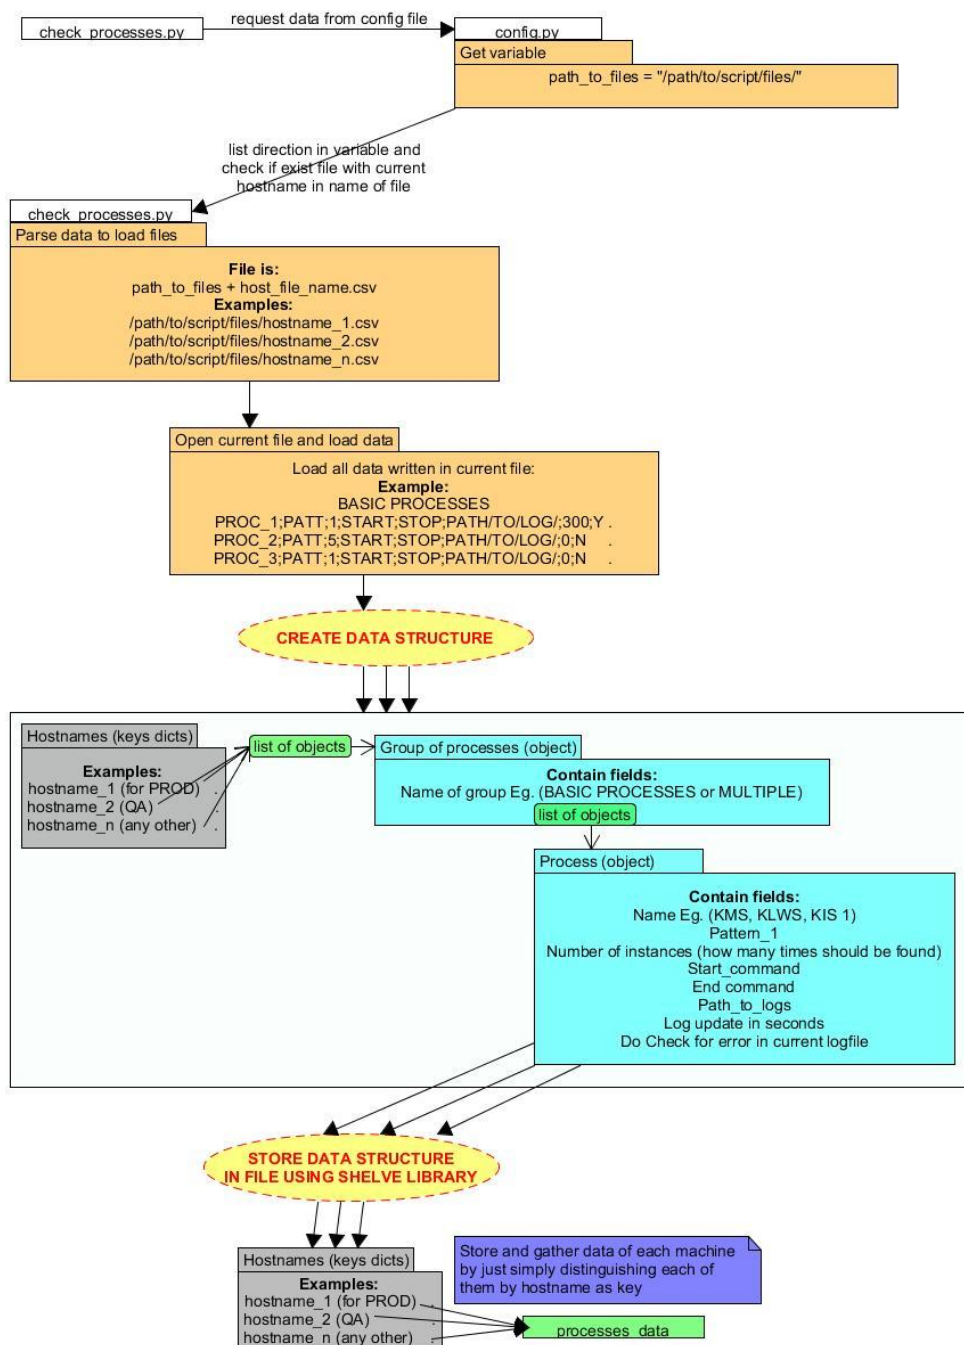 check_processes.py
request data from config file
config.py
Get variable
path_to_files = "/path/to/script/files/"
list direction in variable and
check if exist file with current
hostname in name of file
check_processes.py
Parse data to load files
File is:
path_to_files + host_file_name.csv
Examples:
/path/to/script/files/hostname_1.csv
/path/to/script/files/hostname_2.csv
/path/to/script/files/hostname_n.csv
Open current file and load data
Load all data written in current file:
Example:
BASIC PROCESSES
PROC_1;PATT;1;START;STOP;PATH/TO/LOG/;300;Y .
PROC_2;PATT;5;START;STOP;PATH/TO/LOG/;0;N .
PROC_3;PATT;1;START;STOP;PATH/TO/LOG/;0;N .
CREATE DATA STRUCTURE
Hostnames (keys dicts)
Examples:
hostname_1 (for PROD) .
hostname_2 (QA) .
hostname_n (any other) .
list of objects
Group of processes (object)
Contain fields:
Name of group Eg. (BASIC PROCESSES or MULTIPLE)
list of objects
Process (object)
Contain fields:
Name Eg. (KMS, KLWS, KIS 1)
Pattern_1
Number of instances (how many times should be found)
Start_command
End command
Path_to_logs
Log update in seconds
Do Check for error in current logfile
STORE DATA STRUCTURE
IN FILE USING SHELVE LIBRARY
Hostnames (keys dicts)
Examples:
hostname_1 (for PROD) .
hostname_2 (QA) .
hostname_n (any other) .
Store and gather data of each machine
by just simply distinguishing each of
them by hostname as key
processes_data